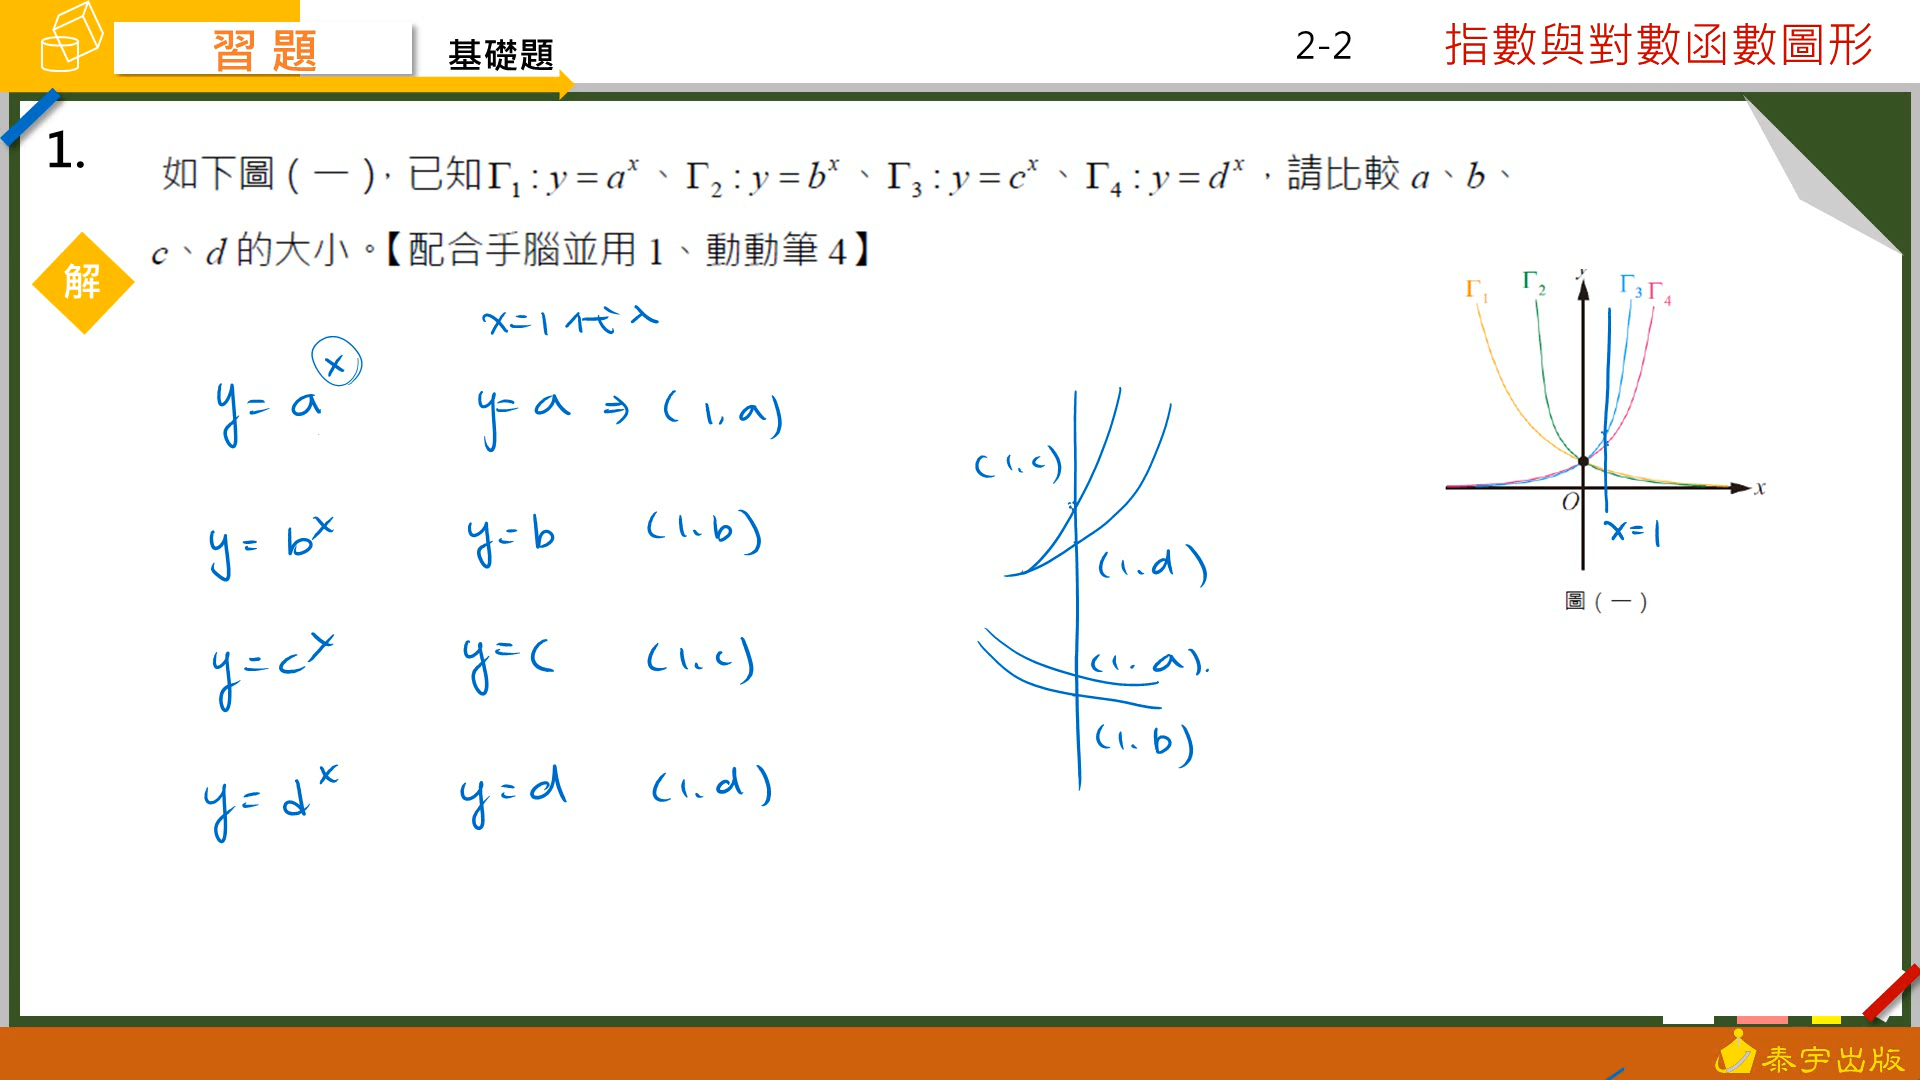 習題
基礎題
2-2 指數與對數函數圖形
1.
如下圖(一),已知Γ₁:y=aˣ、Γ₂:y=bˣ、Γ₃:y=cˣ、Γ₄:y=dˣ,請比較 a、b、
c、d 的大小。【配合手腦並用 1、動動筆 4】
解
x=1 代入
y=aˣ y=a ⇒ (1,a)
y=bˣ y=b (1.b)
y=cˣ y=c (1.c)
y=dˣ y=d (1.d)
(1.c)
(1.d)
(1.a).
(1.b)
Γ₁ Γ₂ y Γ₃ Γ₄
O x
x=1
圖(一)
泰宇出版